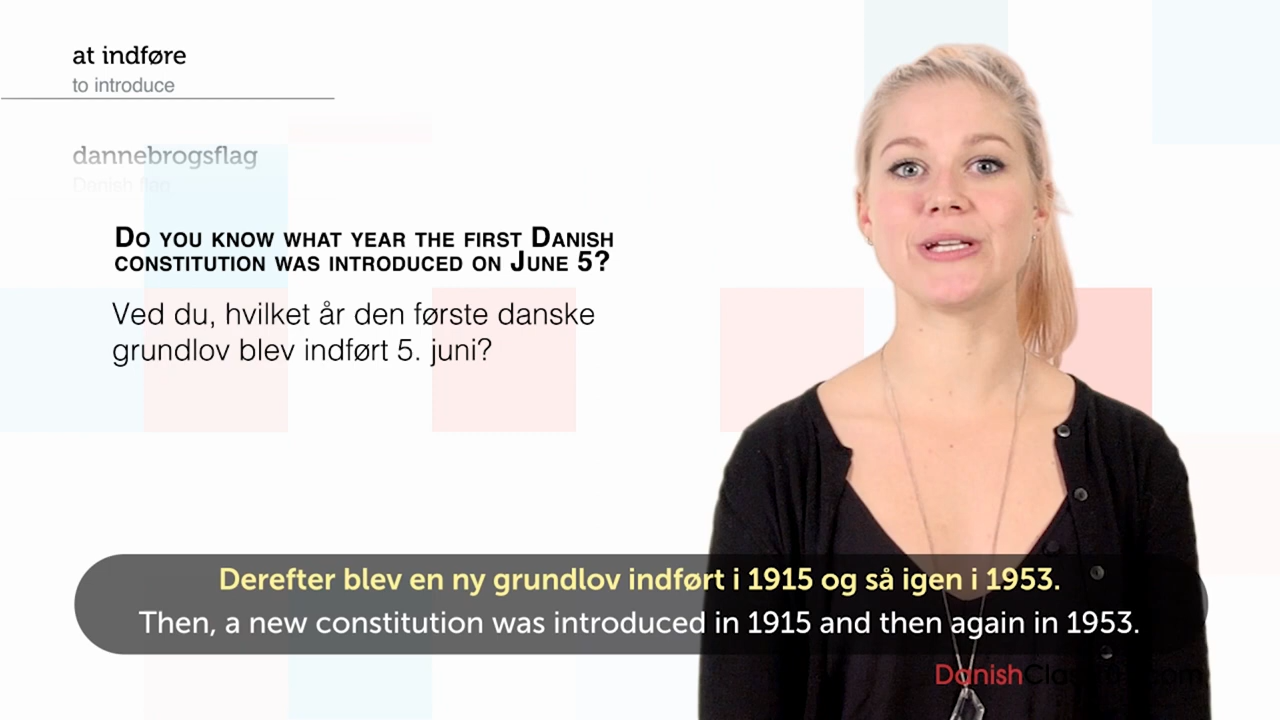 at indføre
to introduce
dannebrogsflag
Danish flag
DO YOU KNOW WHAT YEAR THE FIRST DANISH
CONSTITUTION WAS INTRODUCED ON JUNE 5?
Ved du, hvilket år den første danske
grundlov blev indført 5. juni?
Derefter blev en ny grundlov indført i 1915 og så igen i 1953.
Then, a new constitution was introduced in 1915 and then again in 1953.